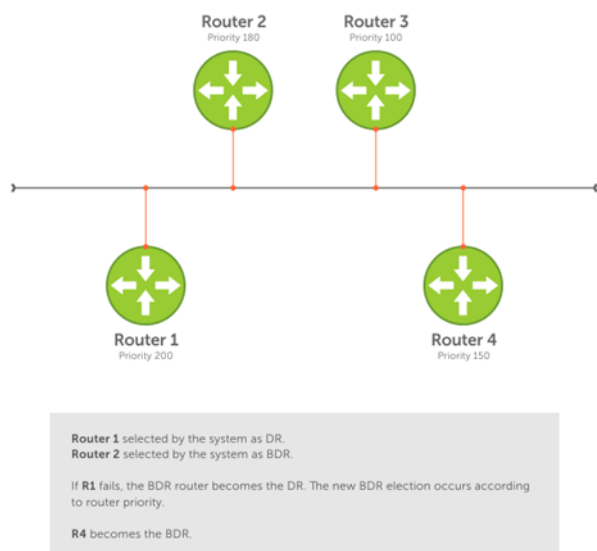 Router 2
Priority 180
Router 3
Priority 100
Router 1
Priority 200
Router 4
Priority 150
Router 1 selected by the system as DR.
Router 2 selected by the system as BDR.
If R1 fails, the BDR router becomes the DR. The new BDR election occurs according
to router priority.
R4 becomes the BDR.